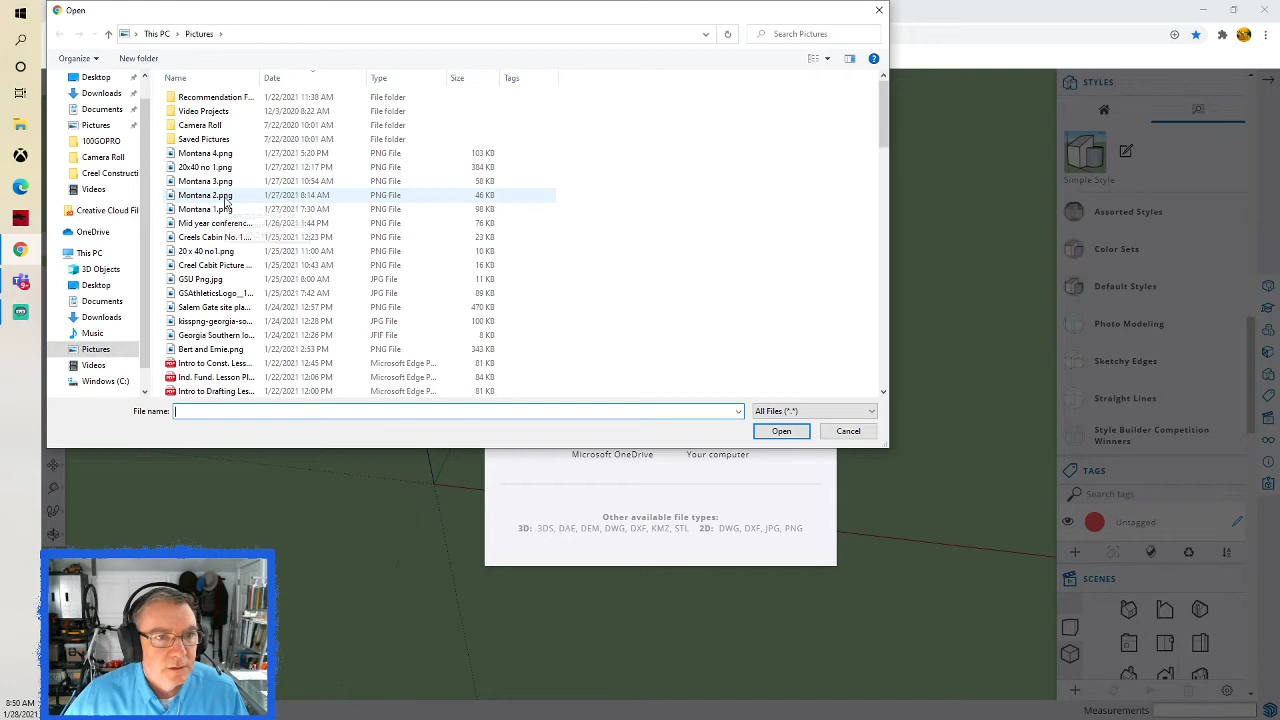 Open
This PC
Pictures
Search Pictures
Organize
New folder
Name Date Type Size Tags
Desktop
Downloads
Documents
Pictures
100GOPRO
Camera Roll
Creel Constructi
Videos
Creative Cloud Fil
OneDrive
This PC
3D Objects
Desktop
Documents
Downloads
Music
Pictures
Videos
Windows (C:)
Recommendation F... 1/22/2021 11:38 AM File folder
Video Projects 12/3/2020 8:22 AM File folder
Camera Roll 7/22/2020 10:01 AM File folder
Saved Pictures 7/22/2020 10:01 AM File folder
Montana 4.png 1/27/2021 5:20 PM PNG File 103 KB
20x40 no 1.png 1/27/2021 12:17 PM PNG File 384 KB
Montana 3.png 1/27/2021 10:54 AM PNG File 58 KB
Montana 2.png 1/27/2021 8:14 AM PNG File 46 KB
Montana 1.png 1/27/2021 7:30 AM PNG File 98 KB
Mid year conferenc... 1/26/2021 1:44 PM PNG File 76 KB
Creels Cabin No. 1.... 1/25/2021 12:23 PM PNG File 23 KB
20 x 40 no1.png 1/25/2021 11:00 AM PNG File 10 KB
Creel Cabit Picture ... 1/25/2021 10:43 AM PNG File 16 KB
GSU Png.jpg 1/25/2021 8:00 AM JPG File 11 KB
GSAthleticsLogo__1... 1/25/2021 7:42 AM JPG File 89 KB
Salem Gate site pla... 1/24/2021 12:57 PM PNG File 470 KB
kisspng-georgia-so... 1/24/2021 12:28 PM JPG File 100 KB
Georgia Southern lo... 1/24/2021 12:26 PM JFIF File 8 KB
Bert and Ernie.png 1/22/2021 2:53 PM PNG File 343 KB
Intro to Const. Less... 1/22/2021 12:45 PM Microsoft Edge P... 81 KB
Ind. Fund. Lesson Pl... 1/22/2021 12:06 PM Microsoft Edge P... 84 KB
Intro to Drafting Les... 1/22/2021 12:00 PM Microsoft Edge P... 81 KB
File name:
All Files (*.*)
Open
Cancel
Microsoft OneDrive
Your computer
Other available file types:
3D: 3DS, DAE, DEM, DWG, DXF, KMZ, STL 2D: DWG, DXF, JPG, PNG
STYLES
Simple Style
Assorted Styles
Color Sets
Default Styles
Photo Modeling
Sketchy Edges
Straight Lines
Style Builder Competition
Winners
TAGS
Search tags
Untagged
SCENES
Measurements
8:50 AM
1/28/2021